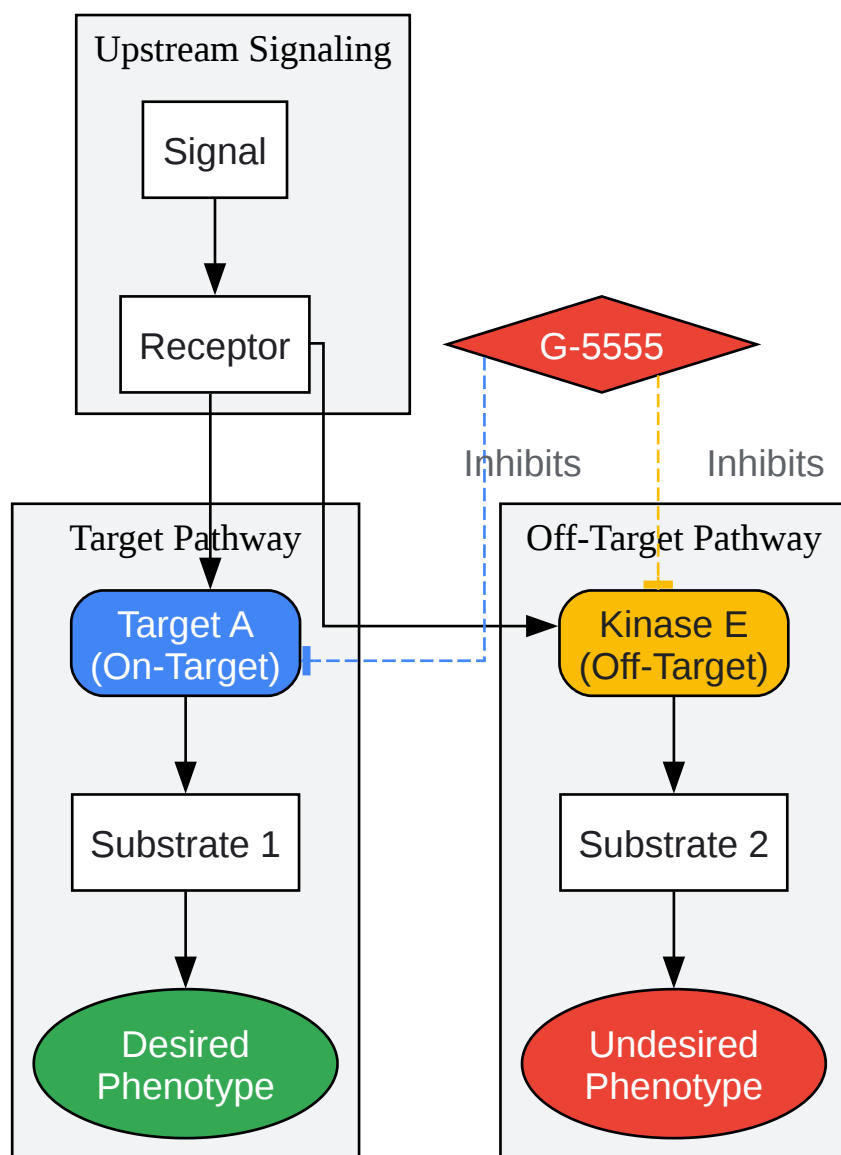 Upstream Signaling
Signal
Receptor
G-5555
Inhibits
Inhibits
Target Pathway
Off-Target Pathway
Target A
(On-Target)
Kinase E
(Off-Target)
Substrate 1
Substrate 2
Desired
Phenotype
Undesired
Phenotype